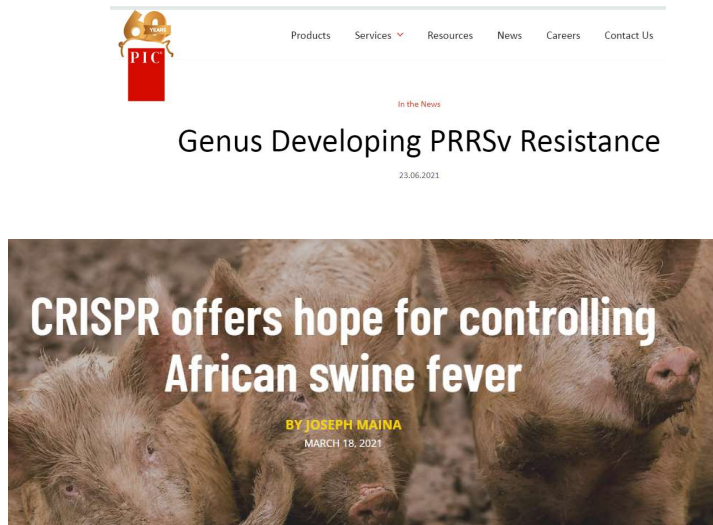 60
YEARS
PIC
Products Services Resources News Careers Contact Us
In the News
Genus Developing PRRSv Resistance
23.06.2021
CRISPR offers hope for controlling
African swine fever
BY JOSEPH MAINA
MARCH 18, 2021